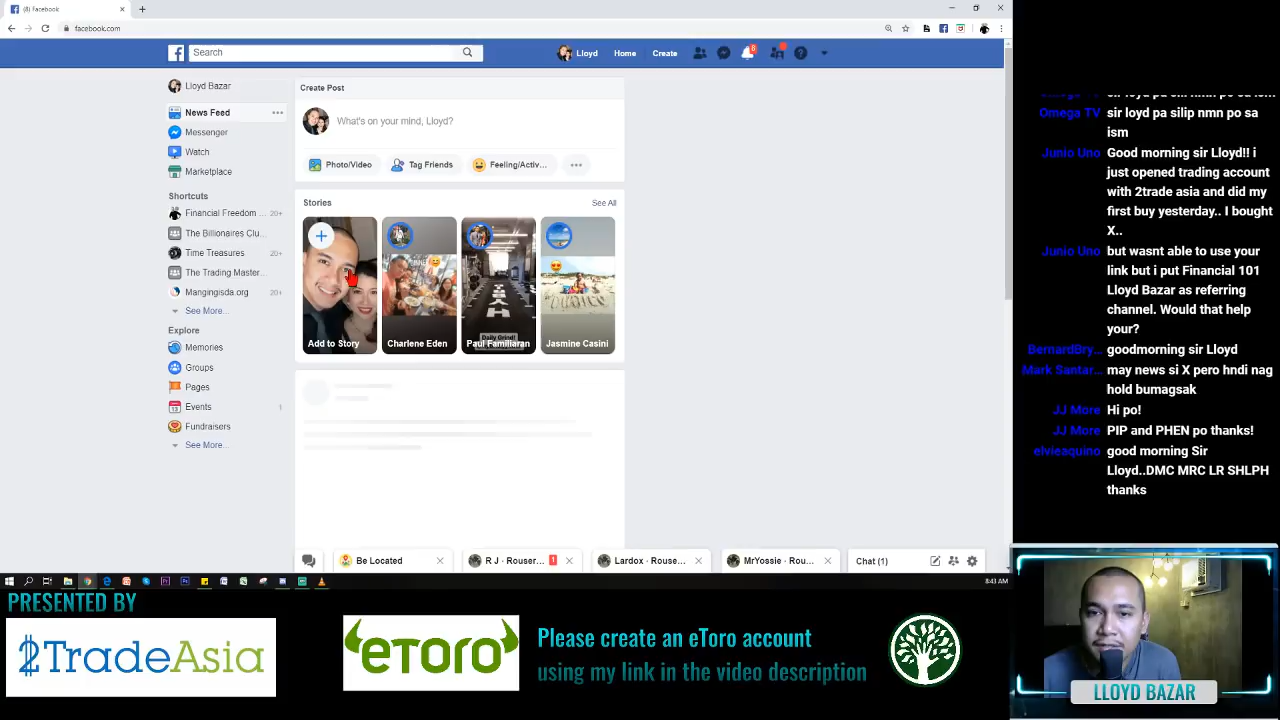 (8) Facebook
facebook.com
Search
Lloyd
Home
Create
8
Lloyd Bazar
News Feed
Messenger
Watch
Marketplace
Shortcuts
Financial Freedom ... 20+
The Billionaires Clu...
Time Treasures 20+
The Trading Master...
Mangingisda.org 20+
See More...
Explore
Memories
Groups
Pages
Events 1
Fundraisers
See More...
Create Post
What's on your mind, Lloyd?
Photo/Video
Tag Friends
Feeling/Activ...
Stories
See All
Add to Story
Charlene Eden
Paul Familiaran
Jasmine Casini
Daily Grind!
Be Located
R J · Rouser... 1
Lardox · Rouse...
MrYossie · Rou...
Chat (1)
8:43 AM
Omega TV sir loyd pa silip nmn po sa
ism
Junio Uno Good morning sir Lloyd!! i
just opened trading account
with 2trade asia and did my
first buy yesterday.. I bought
X..
Junio Uno but wasnt able to use your
link but i put Financial 101
Lloyd Bazar as referring
channel. Would that help
your?
BernardBry... goodmorning sir Lloyd
Mark Santar... may news si X pero hndi nag
hold bumagsak
JJ More Hi po!
JJ More PIP and PHEN po thanks!
elvieaquino good morning Sir
Lloyd..DMC MRC LR SHLPH
thanks
PRESENTED BY
2TradeAsia
eToro
Please create an eToro account
using my link in the video description
LLOYD BAZAR